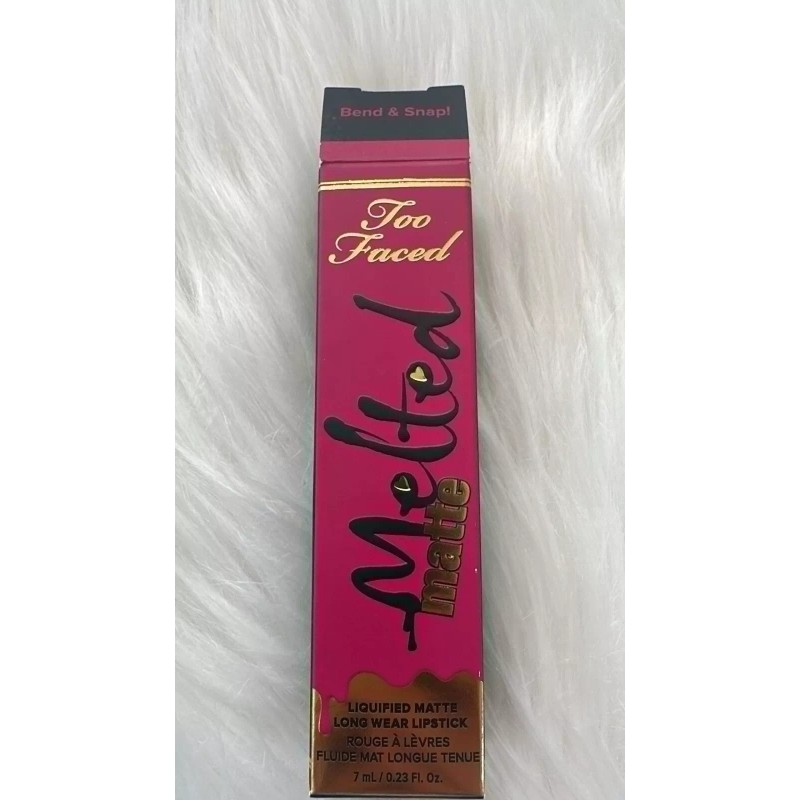 Bend & Snap!
Too
Faced
Melted
matte
LIQUIFIED MATTE
LONG WEAR LIPSTICK
ROUGE À LÈVRES
FLUIDE MAT LONGUE TENUE
7 mL / 0.23 Fl. Oz.